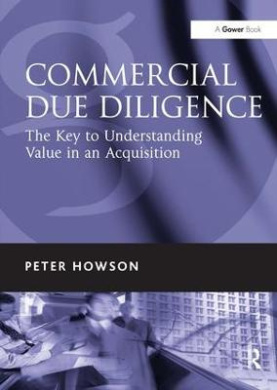 A Gower Book
COMMERCIAL
DUE DILIGENCE
The Key to Understanding
Value in an Acquisition
PETER HOWSON
R